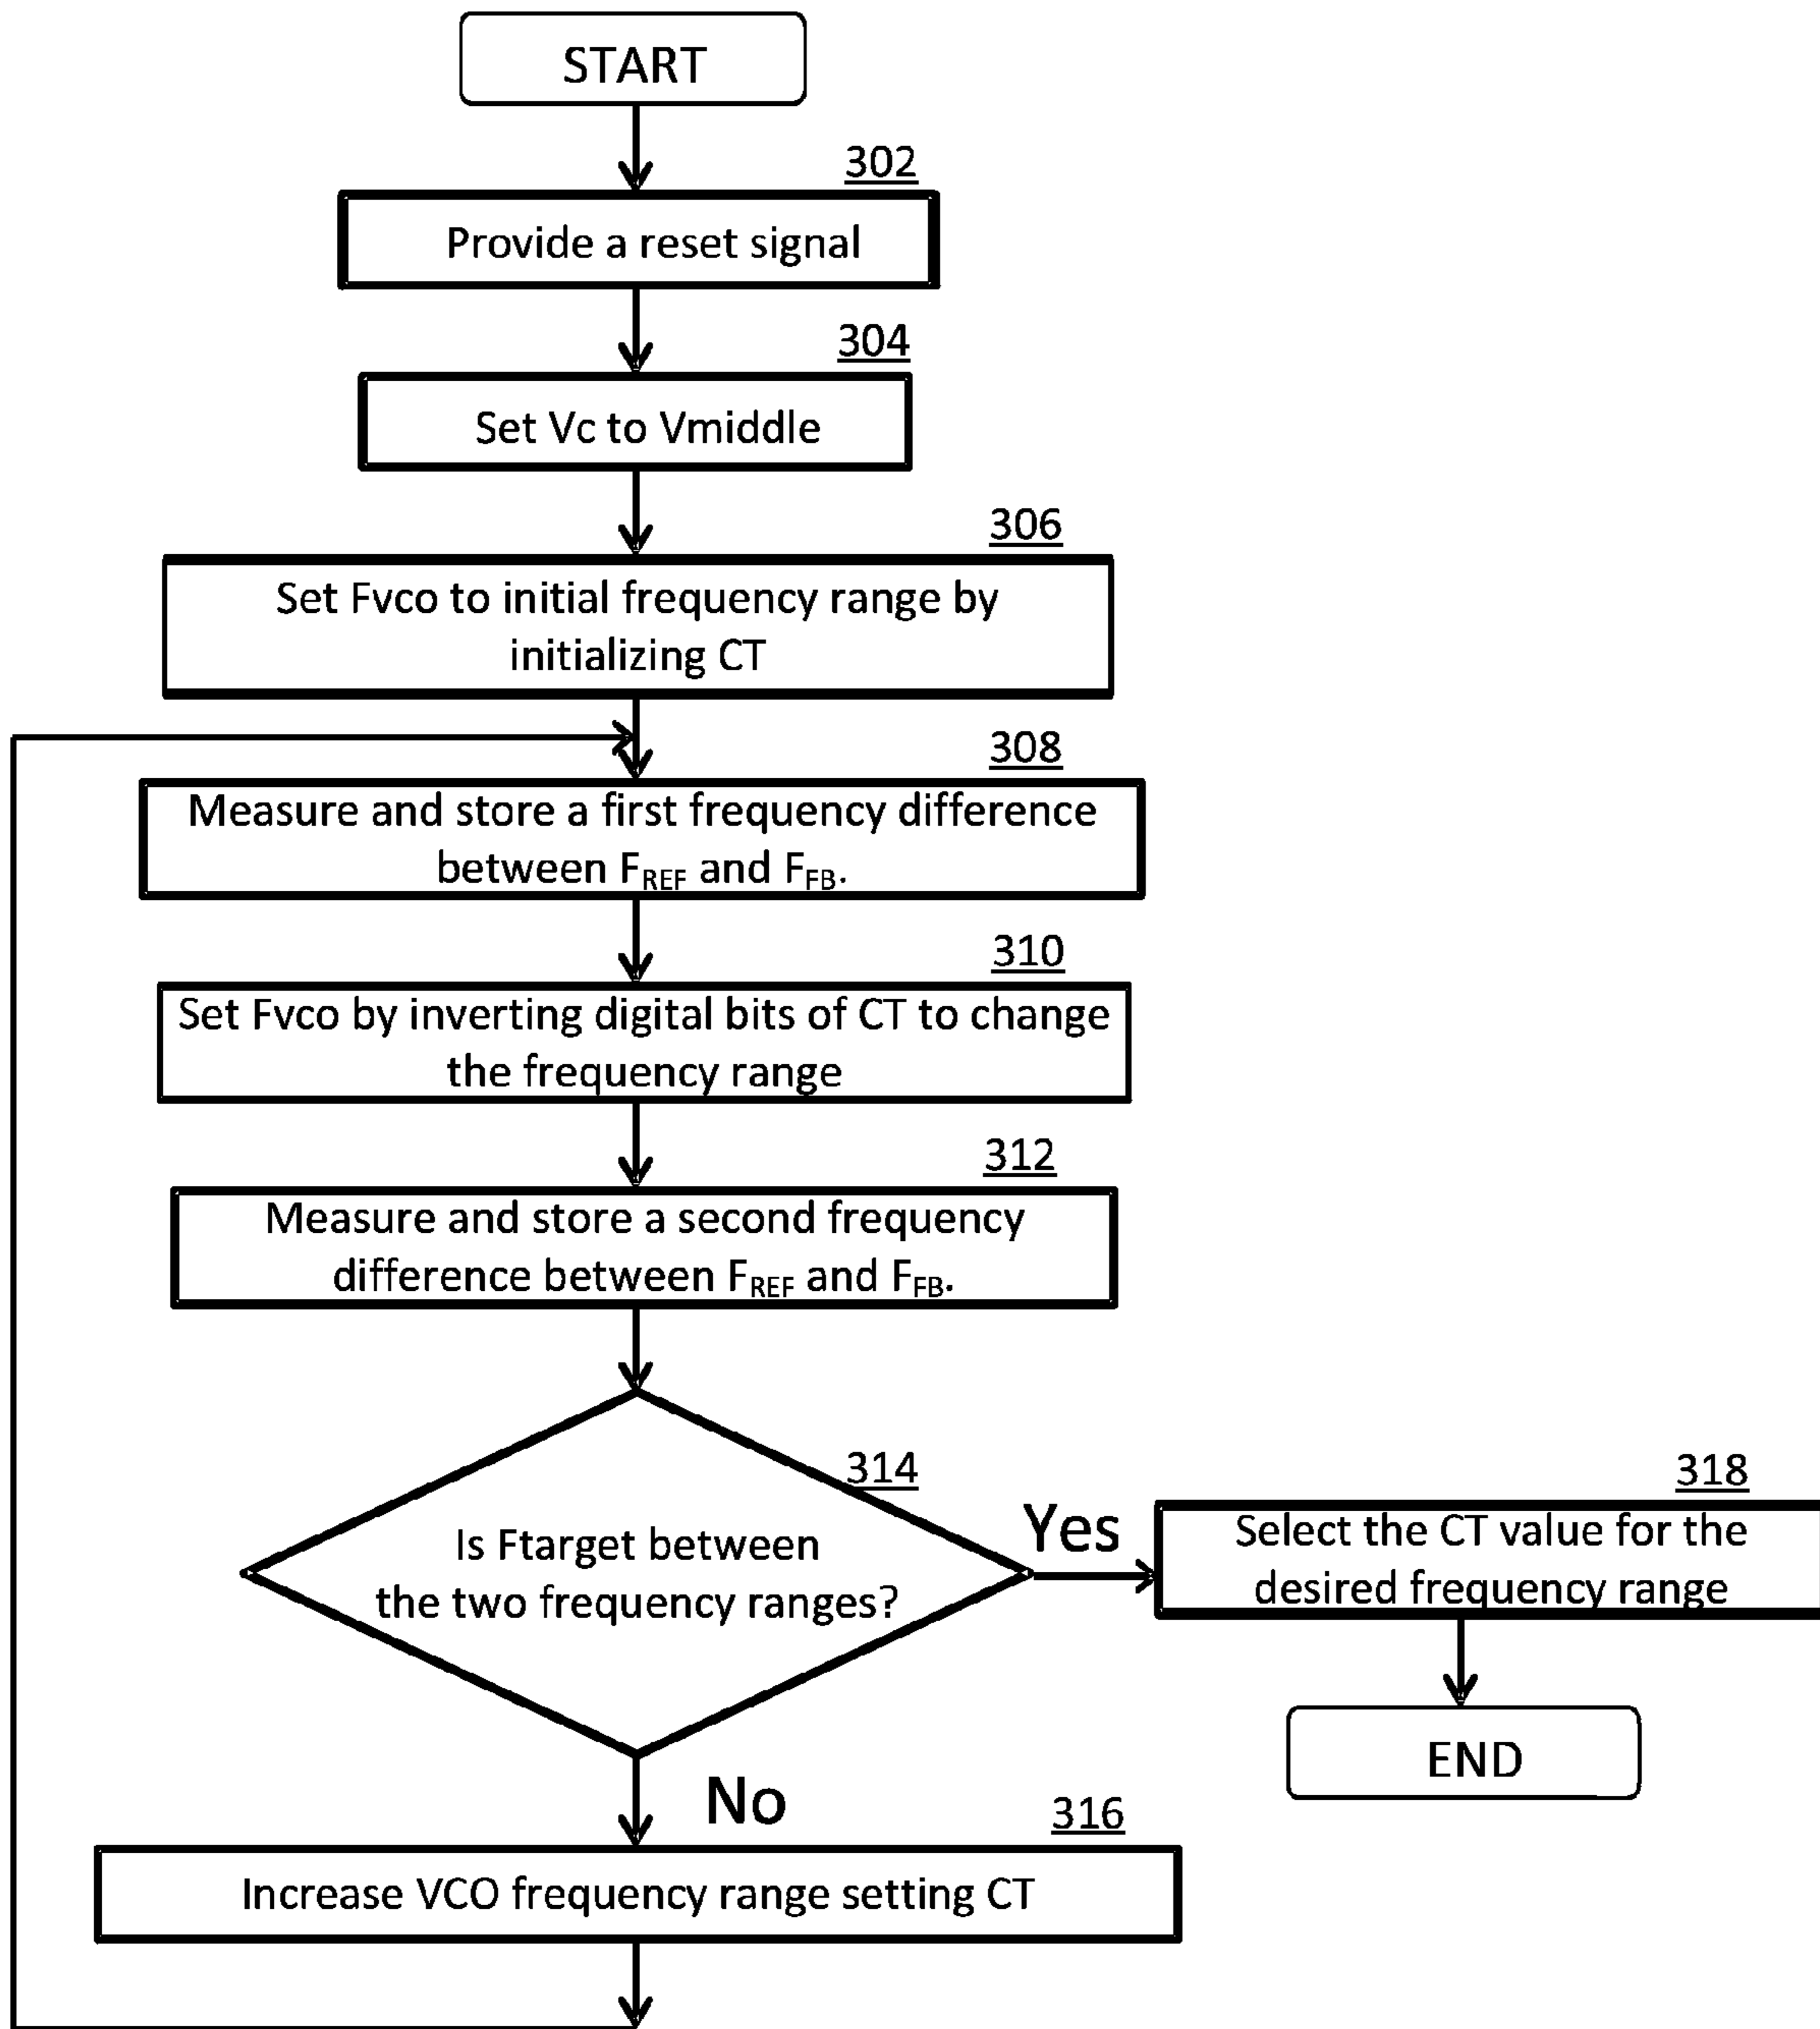 START
302
Provide a reset signal
304
Set Vc to Vmiddle
306
Set Fvco to initial frequency range by
initializing CT
308
Measure and store a first frequency difference
between FREF and FFB.
310
Set Fvco by inverting digital bits of CT to change
the frequency range
312
Measure and store a second frequency
difference between FREF and FFB.
314
Is Ftarget between
the two frequency ranges?
Yes
318
Select the CT value for the
desired frequency range
END
No
316
Increase VCO frequency range setting CT